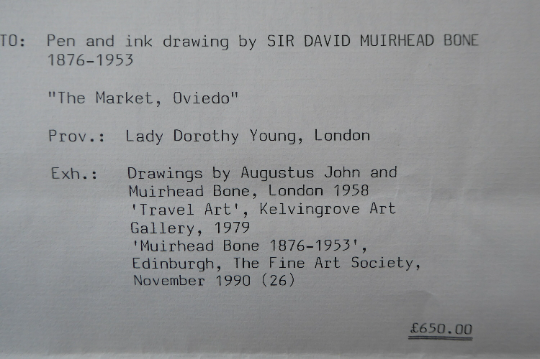 TO: Pen and ink drawing by SIR DAVID MUIRHEAD BONE
1876-1953
"The Market, Oviedo"
Prov.: Lady Dorothy Young, London
Exh.: Drawings by Augustus John and
Muirhead Bone, London 1958
'Travel Art', Kelvingrove Art
Gallery, 1979
'Muirhead Bone 1876-1953',
Edinburgh, The Fine Art Society,
November 1990 (26)
£650.00